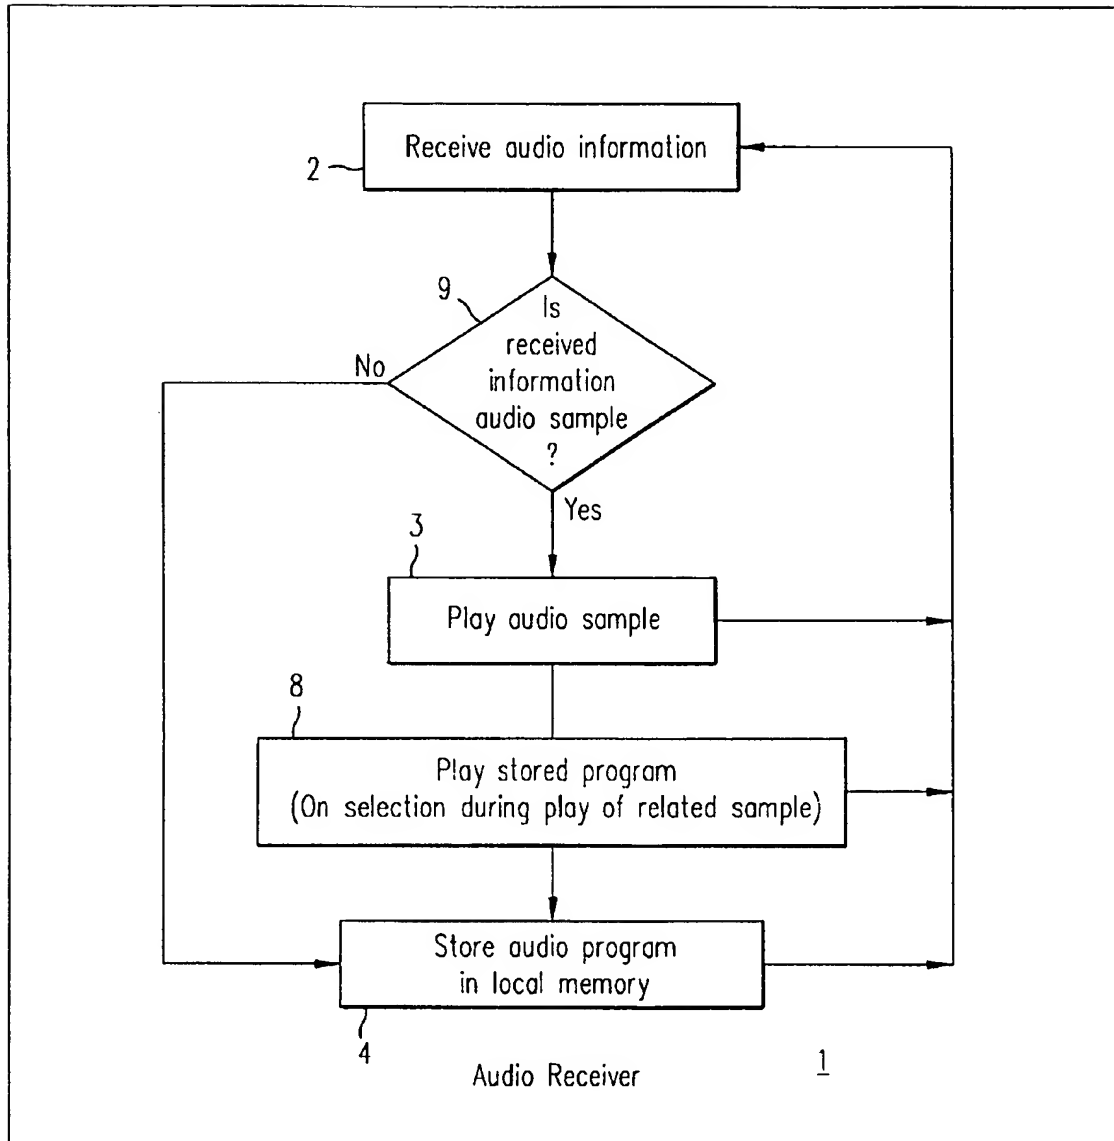 Receive audio information
2
9
Is
received
information
audio sample
?
No
Yes
3
Play audio sample
8
Play stored program
(On selection during play of related sample)
Store audio program
in local memory
4
Audio Receiver
1